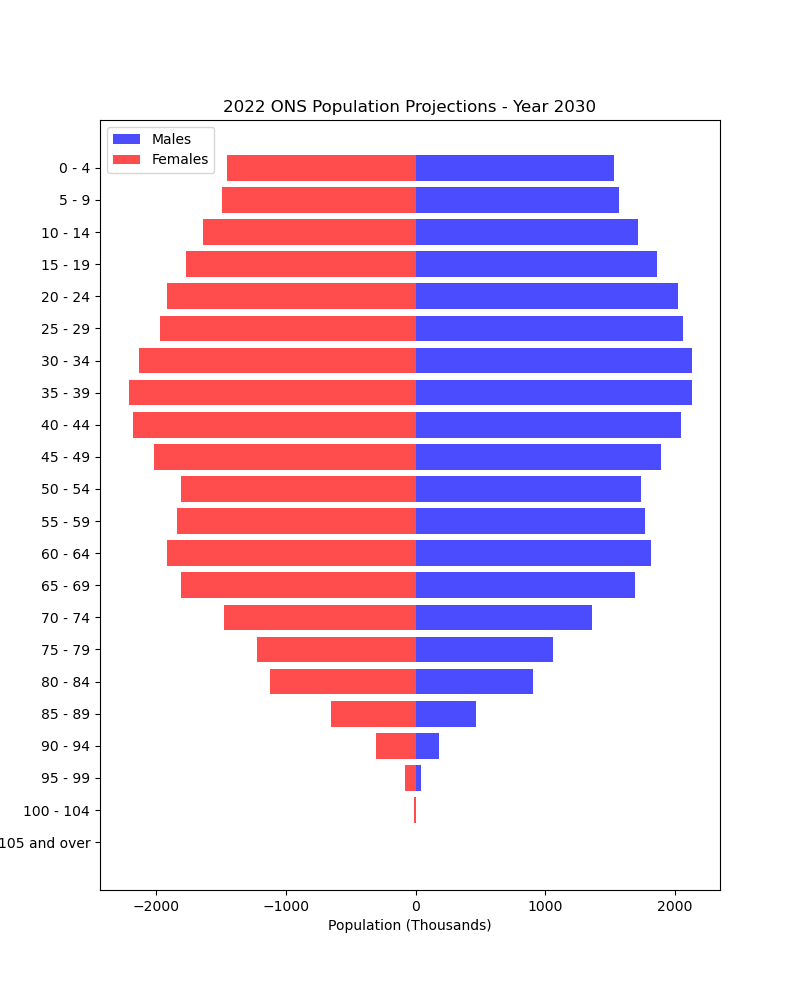 2022 ONS Population Projections - Year 2030
Males
Females
0 - 4
5 - 9
10 - 14
15 - 19
20 - 24
25 - 29
30 - 34
35 - 39
40 - 44
45 - 49
50 - 54
55 - 59
60 - 64
65 - 69
70 - 74
75 - 79
80 - 84
85 - 89
90 - 94
95 - 99
100 - 104
105 and over
−2000 −1000 0 1000 2000
Population (Thousands)